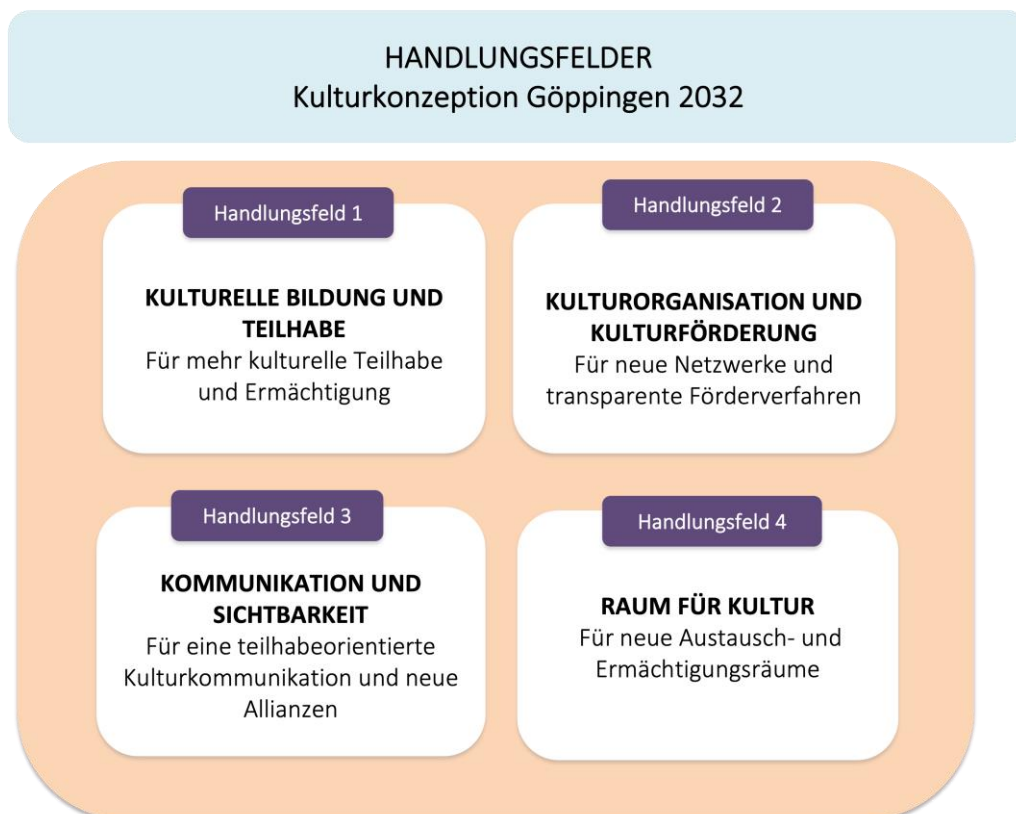 HANDLUNGSFELDER
Kulturkonzeption Göppingen 2032
Handlungsfeld 1
KULTURELLE BILDUNG UND
TEILHABE
Für mehr kulturelle Teilhabe
und Ermächtigung
Handlungsfeld 2
KULTURORGANISATION UND
KULTURFÖRDERUNG
Für neue Netzwerke und
transparente Förderverfahren
Handlungsfeld 3
KOMMUNIKATION UND
SICHTBARKEIT
Für eine teilhabeorientierte
Kulturkommunikation und neue
Allianzen
Handlungsfeld 4
RAUM FÜR KULTUR
Für neue Austausch- und
Ermächtigungsräume